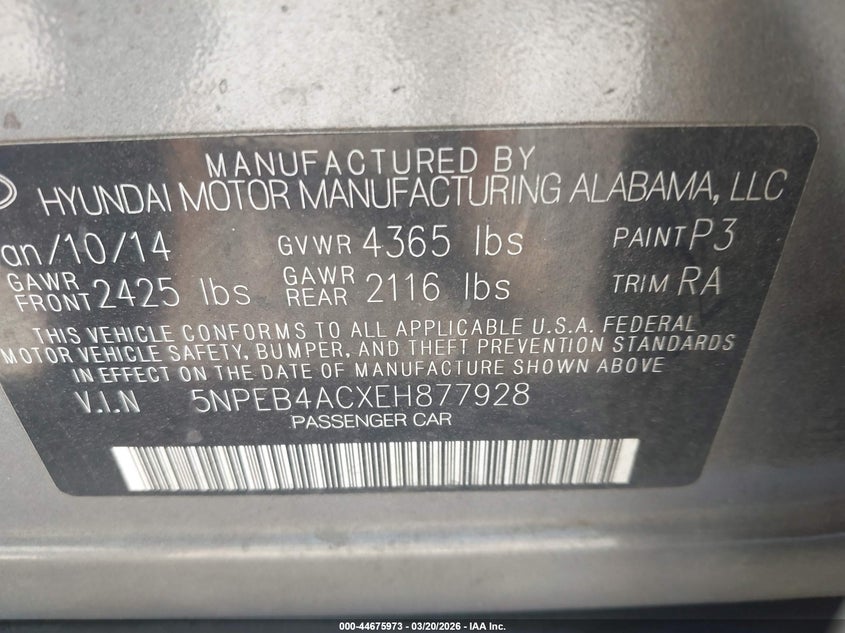 MANUFACTURED BY
HYUNDAI MOTOR MANUFACTURING ALABAMA, LLC
an/10/14 GVWR 4365 lbs PAINT P3
GAWR FRONT 2425 lbs GAWR REAR 2116 lbs TRIM RA
THIS VEHICLE CONFORMS TO ALL APPLICABLE U.S.A. FEDERAL
MOTOR VEHICLE SAFETY, BUMPER, AND THEFT PREVENTION STANDARDS
IN EFFECT ON THE DATE OF MANUFACTURE SHOWN ABOVE
V.I.N 5NPEB4ACXEH877928
PASSENGER CAR
000-44675973 - 03/20/2026 - IAA Inc.